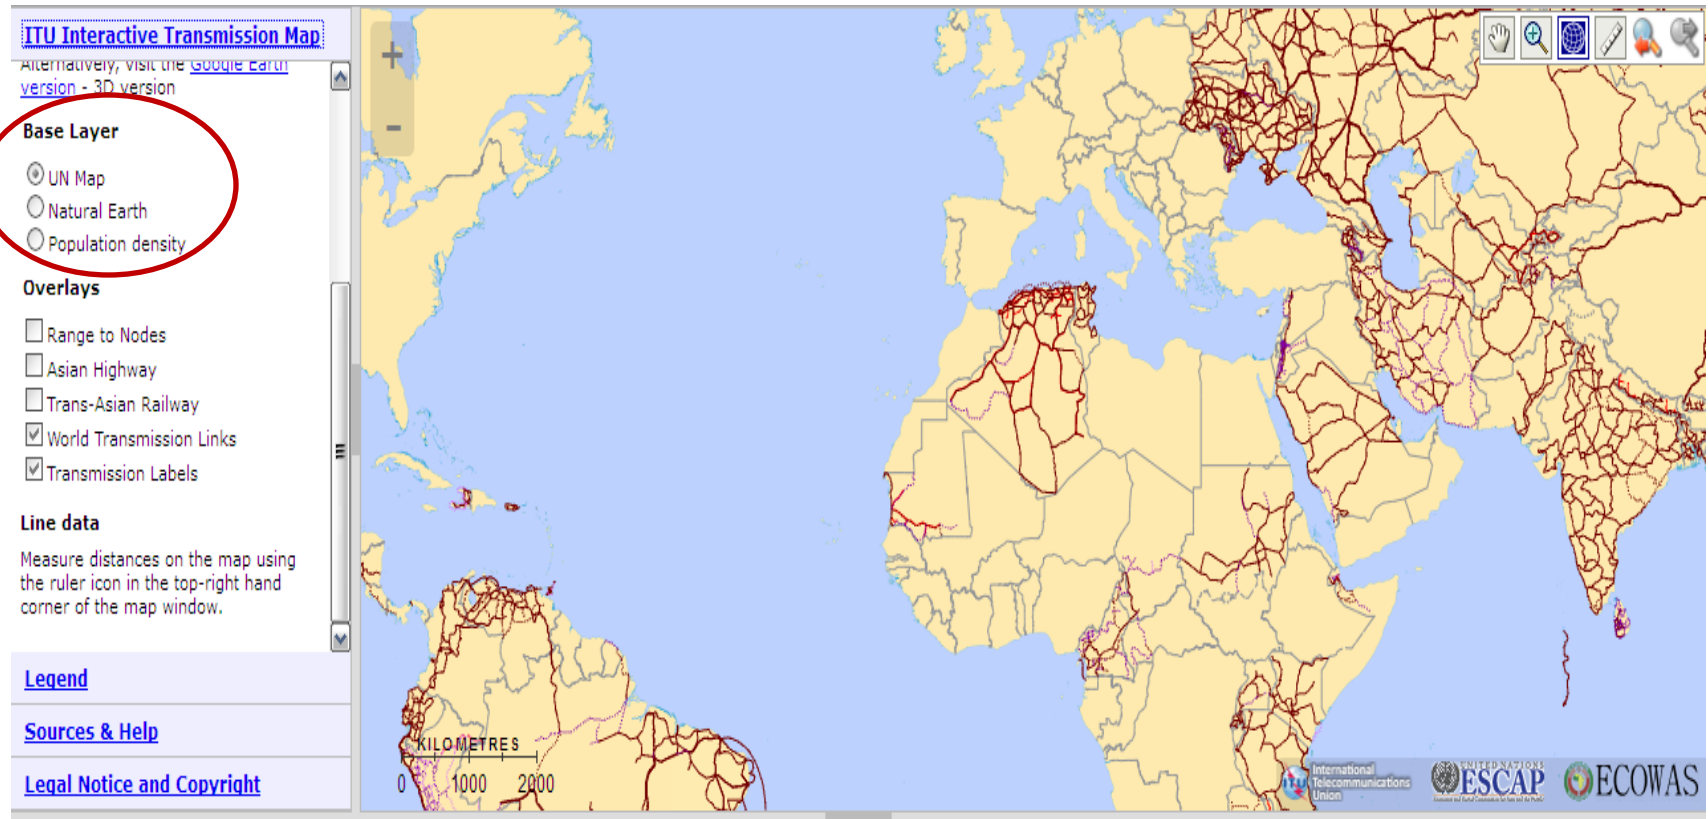 ITU Interactive Transmission Map
Alternatively, visit the Google Earth
version - 3D version
Base Layer
UN Map
Natural Earth
Population density
Overlays
Range to Nodes
Asian Highway
Trans-Asian Railway
World Transmission Links
Transmission Labels
Line data
Measure distances on the map using
the ruler icon in the top-right hand
corner of the map window.
Legend
Sources & Help
Legal Notice and Copyright
+
-
KILOMETRES
0 1000 2000
ITU
International
Telecommunications
Union
UNITED NATIONS
ESCAP
ECOWAS